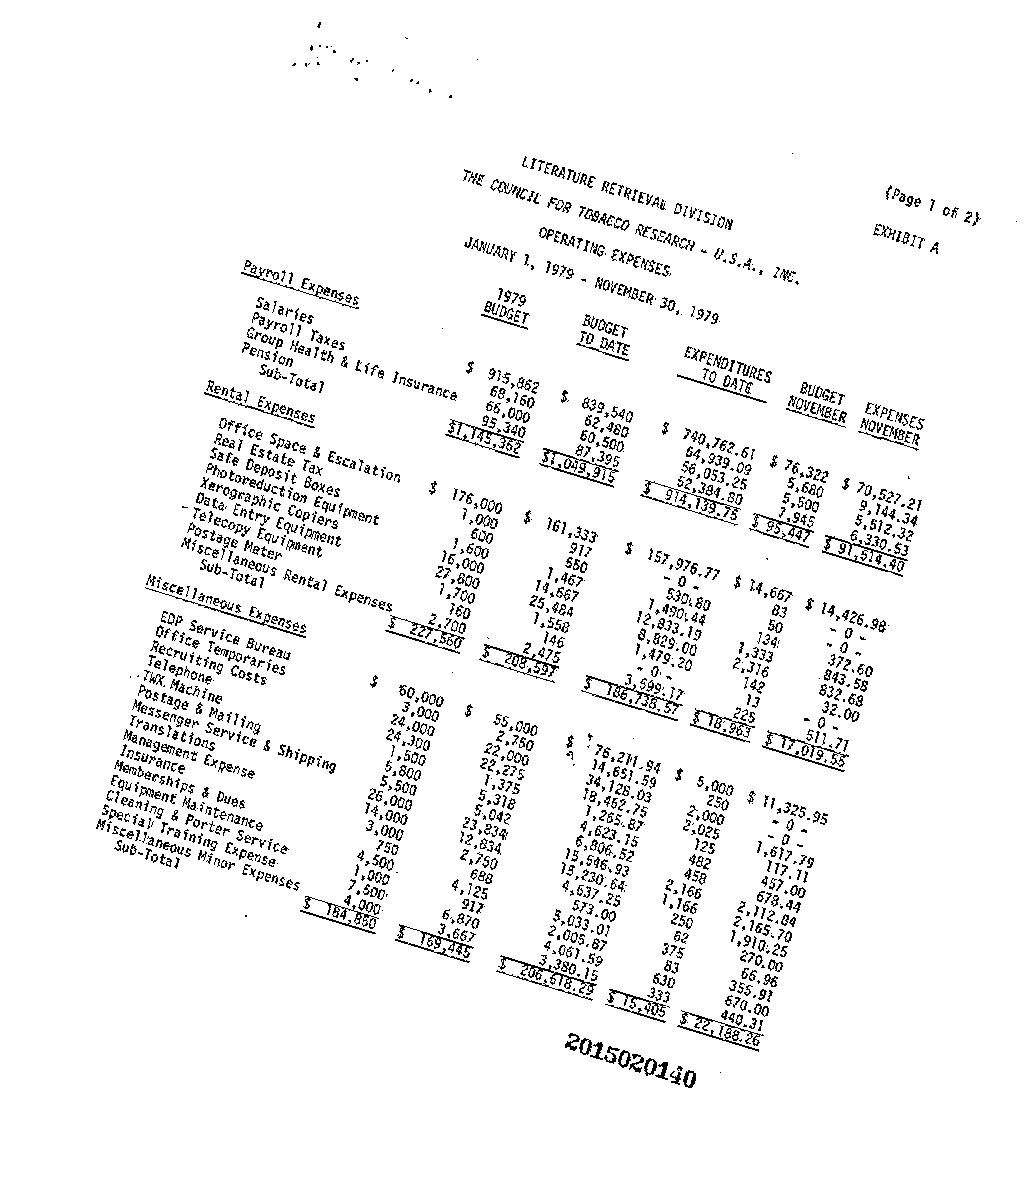 (Page 1 of 2)
LITERATURE RETRIEVAL DIVISION EXHIBIT A
THE COUNCIL FOR TOBACCO RESEARCH - U.S.A., INC.
OPERATING EXPENSES
JANUARY 1, 1979 - NOVEMBER 30, 1979
1979 BUDGET EXPENDITURES BUDGET EXPENSES
BUDGET TO DATE TO DATE NOVEMBER NOVEMBER
Payroll Expenses
Salaries $ 915,862 $ 839,540 $ 740,762.61 $ 76,322 $ 70,527.21
Payroll Taxes 68,160 62,480 64,939.09 5,680 9,144.34
Group Health & Life Insurance 66,000 60,500 56,053.25 5,500 5,512.32
Pension 95,340 87,395 52,384.80 7,945 6,330.53
Sub-Total $1,145,362 $1,049,915 $ 914,139.75 $ 95,447 $ 91,514.40
Rental Expenses
Office Space & Escalation $ 176,000 $ 161,333 $ 157,976.77 $ 14,667 $ 14,426.98
Real Estate Tax 1,000 917 - 0 - 83 - 0 -
Safe Deposit Boxes 600 550 530.80 50 - 0 -
Photoreduction Equipment 1,600 1,467 1,490.44 134 372.60
Xerographic Copiers 16,000 14,667 12,833.19 1,333 843.58
Data Entry Equipment 27,800 25,484 8,829.00 2,316 832.68
Telecopy Equipment 1,700 1,558 1,479.20 142 32.00
Postage Meter 160 146 - 0 - 13 - 0 -
Miscellaneous Rental Expenses 2,700 2,475 3,599.17 225 511.71
Sub-Total $ 227,560 $ 208,597 $ 186,738.57 $ 18,963 $ 17,019.55
Miscellaneous Expenses
EDP Service Bureau $ 60,000 $ 55,000 $ 76,211.94 $ 5,000 $ 11,325.95
Office Temporaries 3,000 2,750 14,651.59 250 - 0 -
Recruiting Costs 24,000 22,000 34,128.03 2,000 - 0 -
Telephone 24,300 22,275 18,462.75 2,025 1,617.79
TWX Machine 1,500 1,375 1,265.87 125 117.11
Postage & Mailing 5,800 5,318 4,623.15 482 457.00
Messenger Service & Shipping 5,500 5,042 6,806.52 458 678.44
Translations 26,000 23,834 15,546.93 2,166 2,112.84
Management Expense 14,000 12,834 15,230.64 1,166 2,165.70
Insurance 3,000 2,750 4,637.25 250 1,910.25
Memberships & Dues 750 688 573.00 62 270.00
Equipment Maintenance 4,500 4,125 5,033.01 375 66.96
Cleaning & Porter Service 1,000 917 2,005.87 83 355.91
Special Training Expense 7,500 6,870 4,061.59 630 670.00
Miscellaneous Minor Expenses 4,000 3,667 3,380.15 333 440.31
Sub-Total $ 184,850 $ 169,445 $ 206,618.29 $ 15,405 $ 22,188.26
2015020140